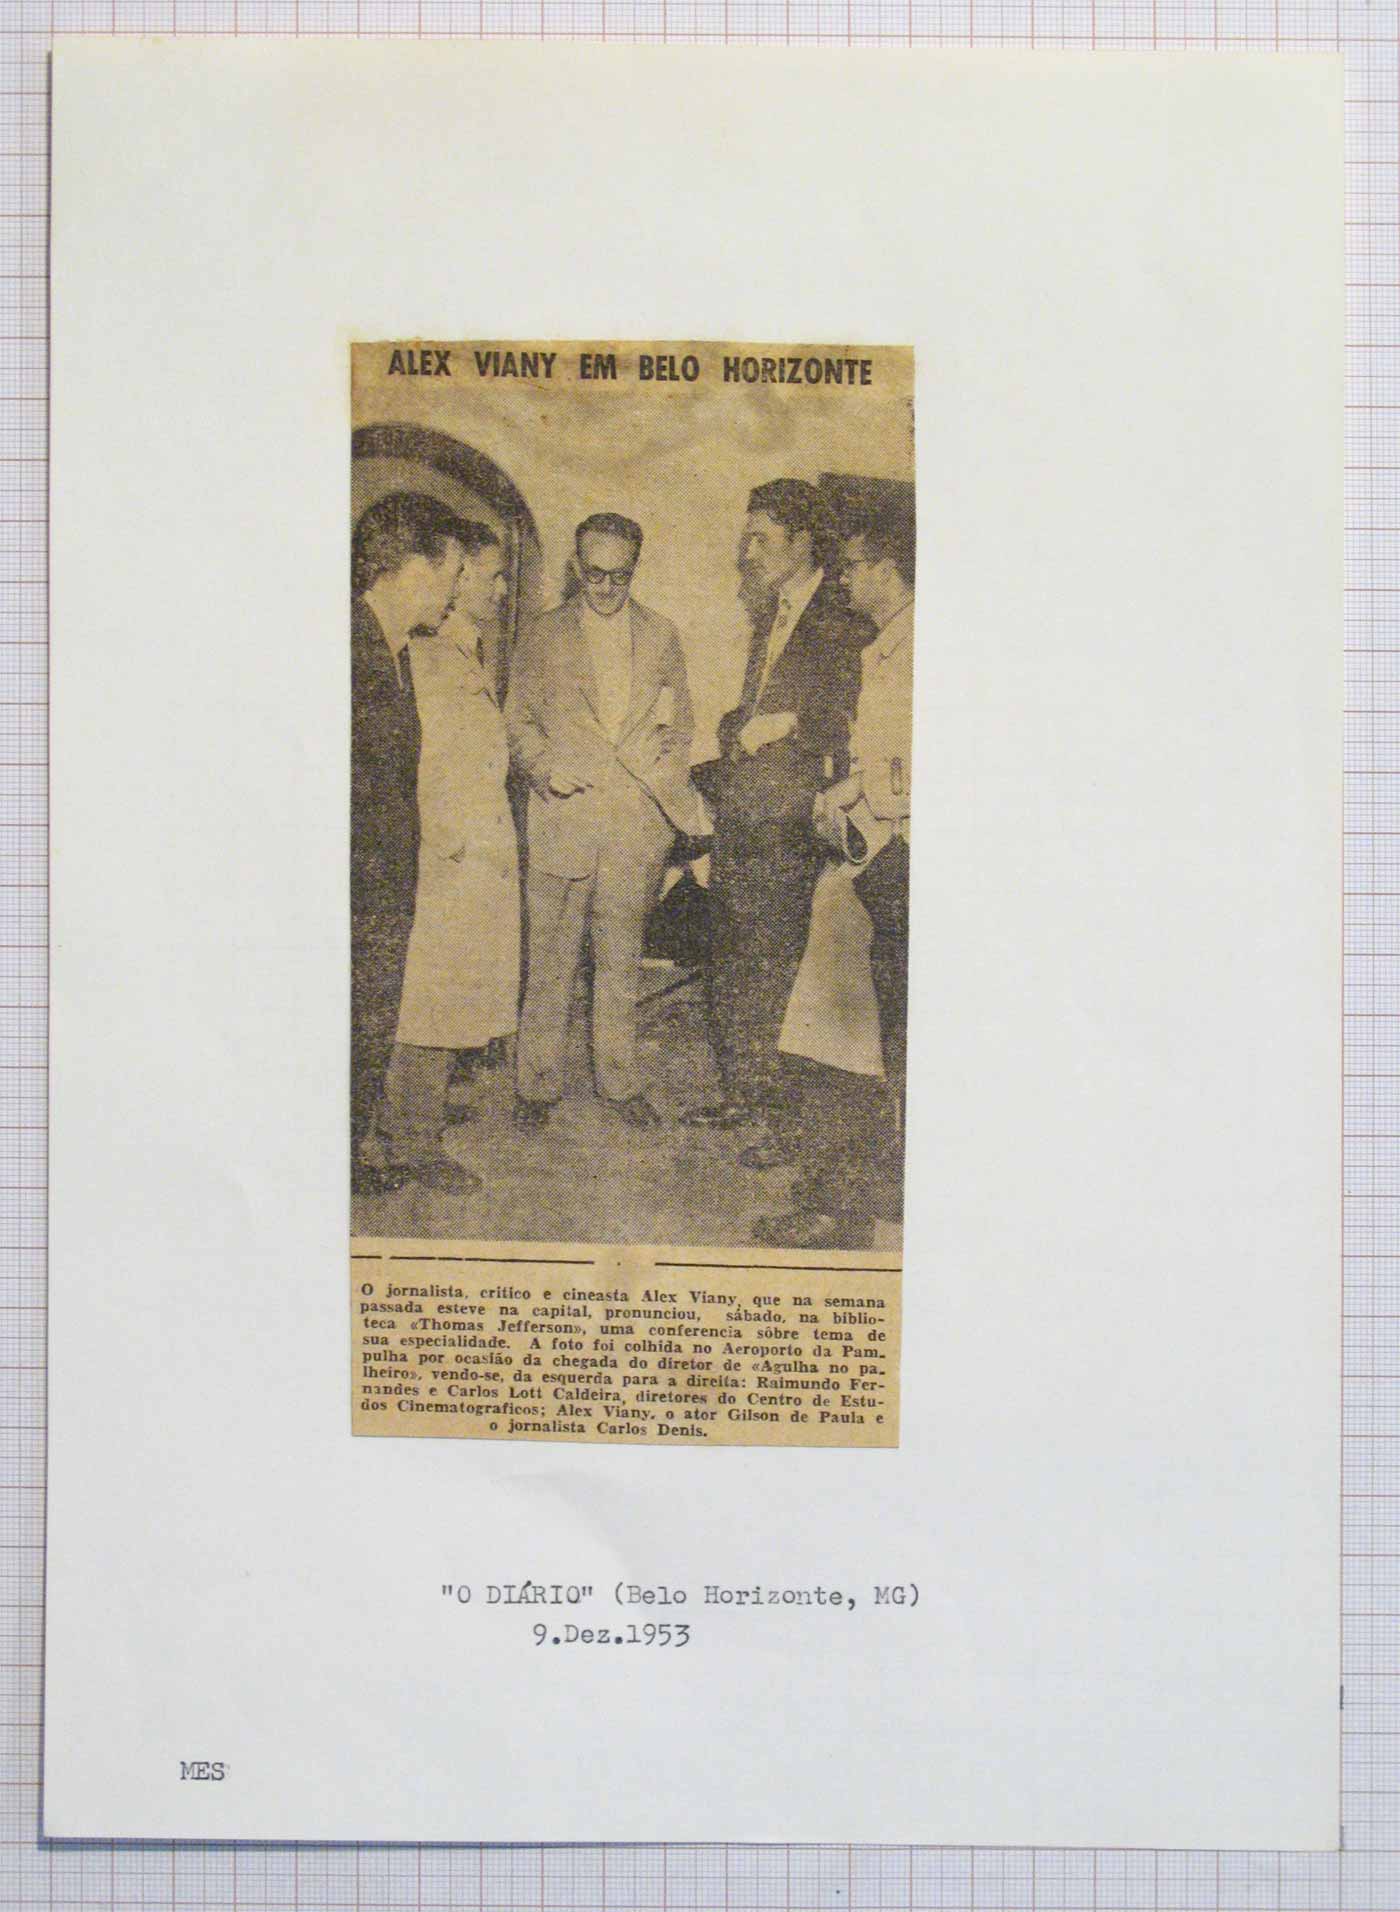 ALEX VIANY EM BELO HORIZONTE
O jornalista, critico e cineasta Alex Viany, que na semana
passada esteve na capital, pronunciou, sábado, na biblio-
teca «Thomas Jefferson», uma conferencia sôbre tema de
sua especialidade. A foto foi colhida no Aeroporto da Pam-
pulha por ocasião da chegada do diretor de «Agulha no pa-
lheiro», vendo-se, da esquerda para a direita: Raimundo Fer-
nandes e Carlos Lott Caldeira, diretores do Centro de Estu-
dos Cinematograficos; Alex Viany, o ator Gilson de Paula e
o jornalista Carlos Denis.
"O DIÁRIO" (Belo Horizonte, MG)
9.Dez.1953
MES